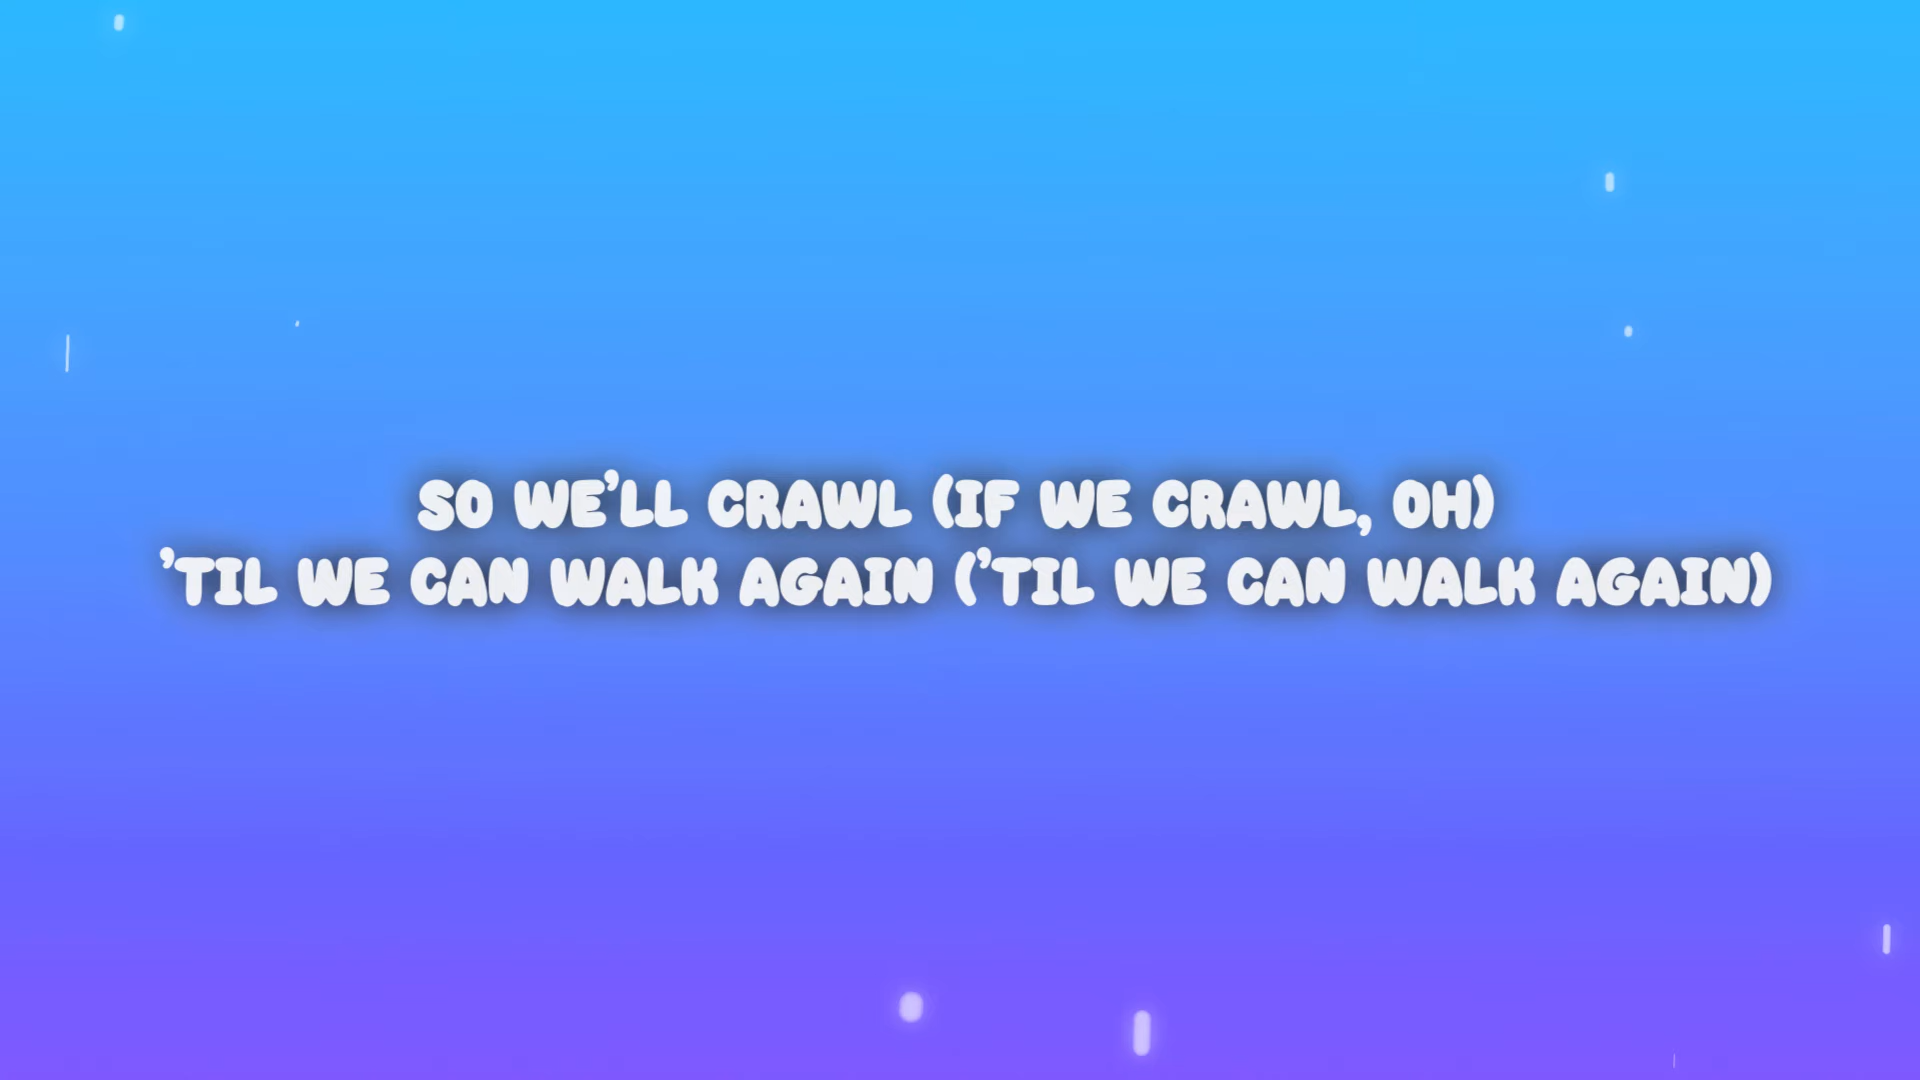 SO WE’LL CRAWL (IF WE CRAWL, OH)
’TIL WE CAN WALK AGAIN (’TIL WE CAN WALK AGAIN)